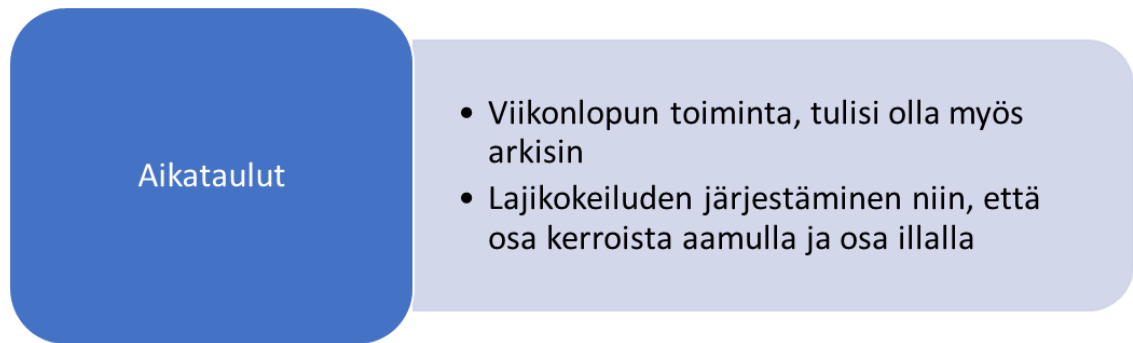 Aikataulut
• Viikonlopun toiminta, tulisi olla myös
arkisin
• Lajikokeiluden järjestäminen niin, että
osa kerroista aamulla ja osa illalla